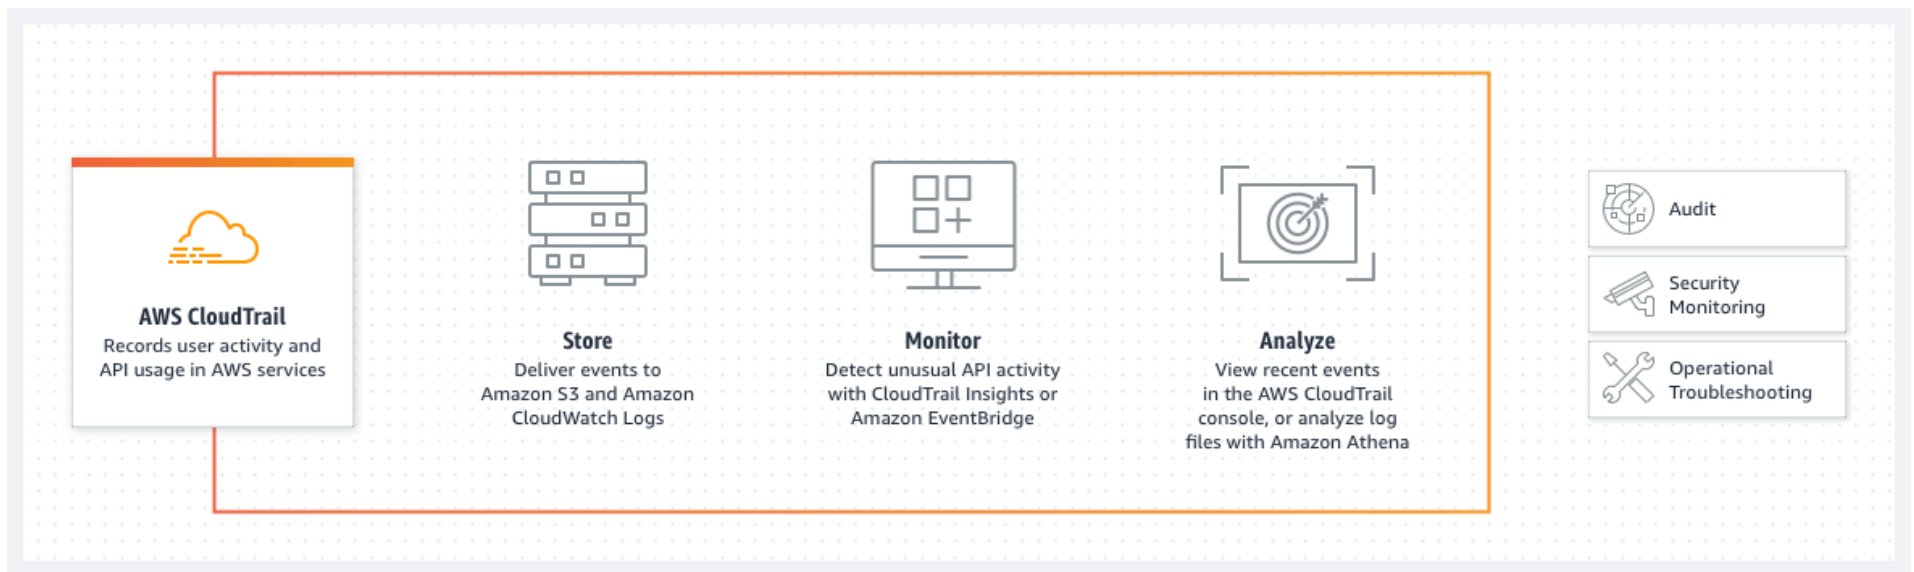 AWS CloudTrail
Records user activity and
API usage in AWS services
Store
Deliver events to
Amazon S3 and Amazon
CloudWatch Logs
Monitor
Detect unusual API activity
with CloudTrail Insights or
Amazon EventBridge
Analyze
View recent events
in the AWS CloudTrail
console, or analyze log
files with Amazon Athena
Audit
Security
Monitoring
Operational
Troubleshooting